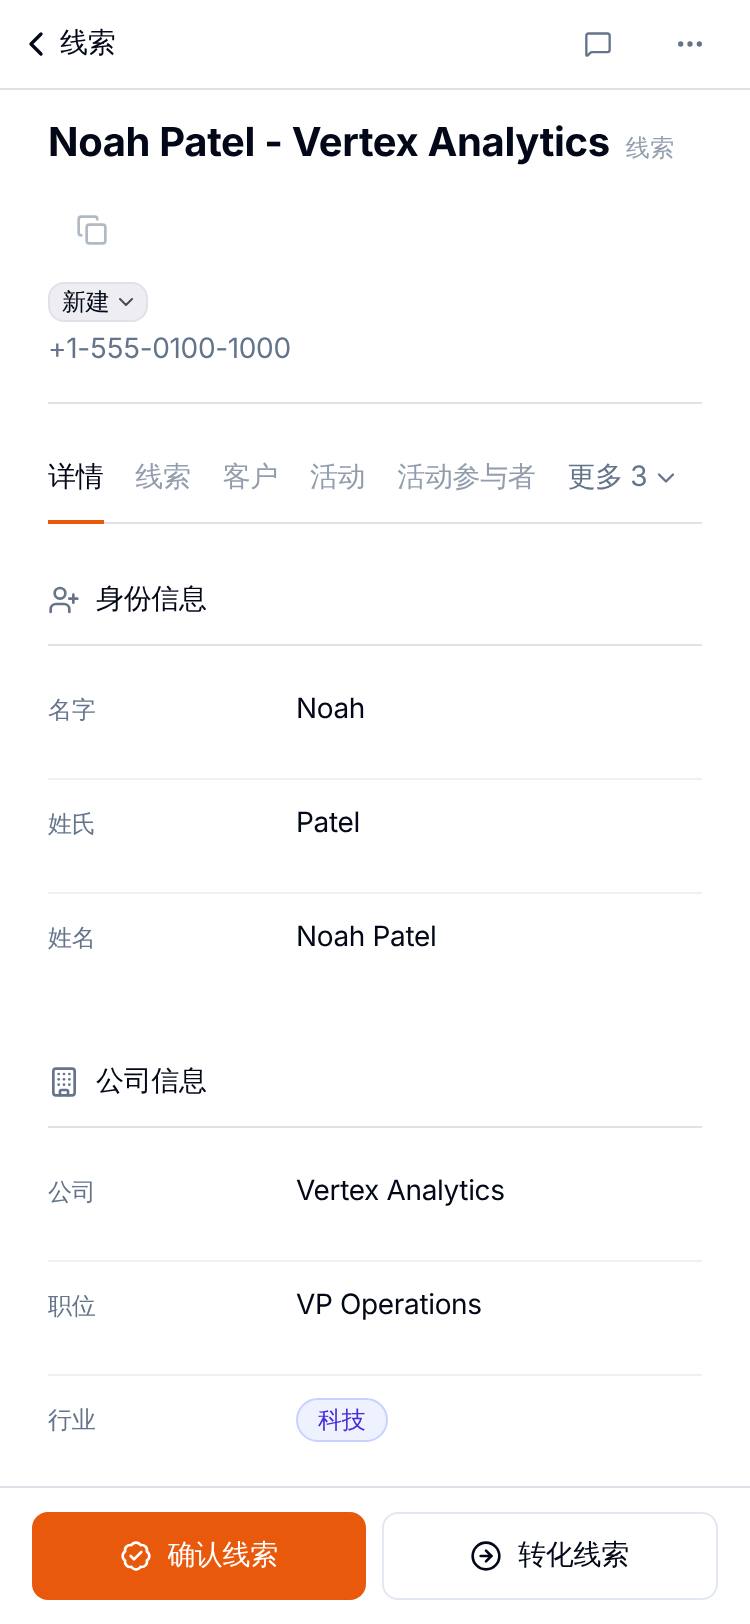 线索
Noah Patel - Vertex Analytics 线索
新建
+1-555-0100-1000
详情 线索 客户 活动 活动参与者 更多 3
身份信息
名字 Noah
姓氏 Patel
姓名 Noah Patel
公司信息
公司 Vertex Analytics
职位 VP Operations
行业 科技
确认线索 转化线索